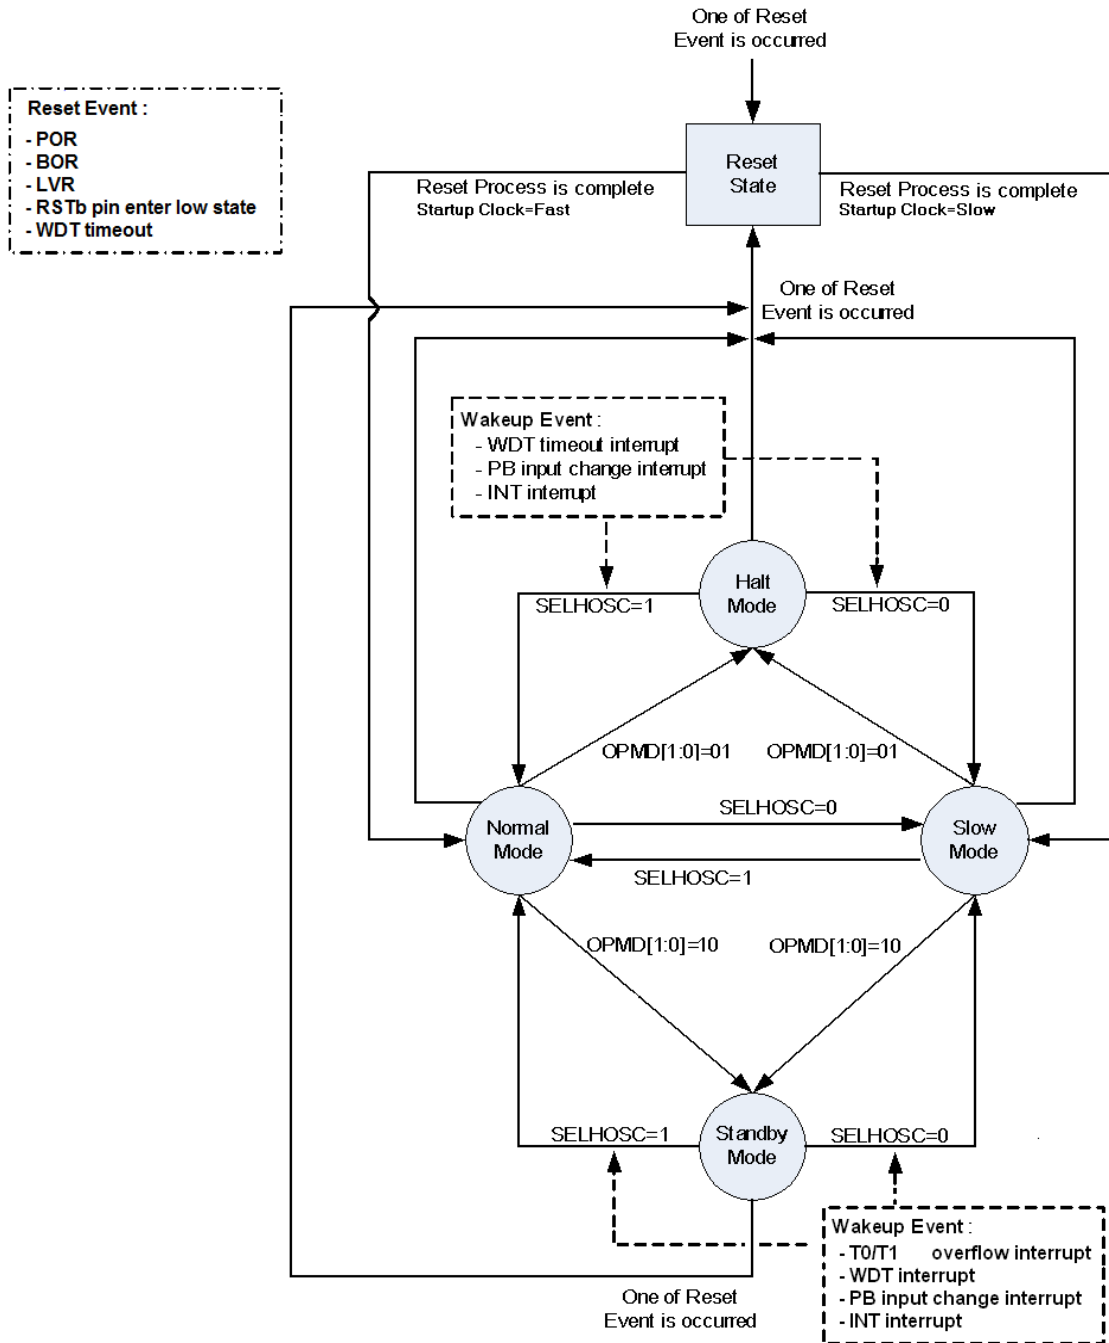 One of Reset
Event is occurred
Reset Event :
- POR
- BOR
- LVR
- RSTb pin enter low state
- WDT timeout
Reset
State
Reset Process is complete
Startup Clock=Fast
Reset Process is complete
Startup Clock=Slow
One of Reset
Event is occurred
Wakeup Event :
- WDT timeout interrupt
- PB input change interrupt
- INT interrupt
Halt
Mode
SELHOSC=1
SELHOSC=0
OPMD[1:0]=01
OPMD[1:0]=01
SELHOSC=0
Normal
Mode
Slow
Mode
SELHOSC=1
OPMD[1:0]=10
OPMD[1:0]=10
SELHOSC=1
Standby
Mode
SELHOSC=0
Wakeup Event :
- T0/T1 overflow interrupt
- WDT interrupt
- PB input change interrupt
- INT interrupt
One of Reset
Event is occurred